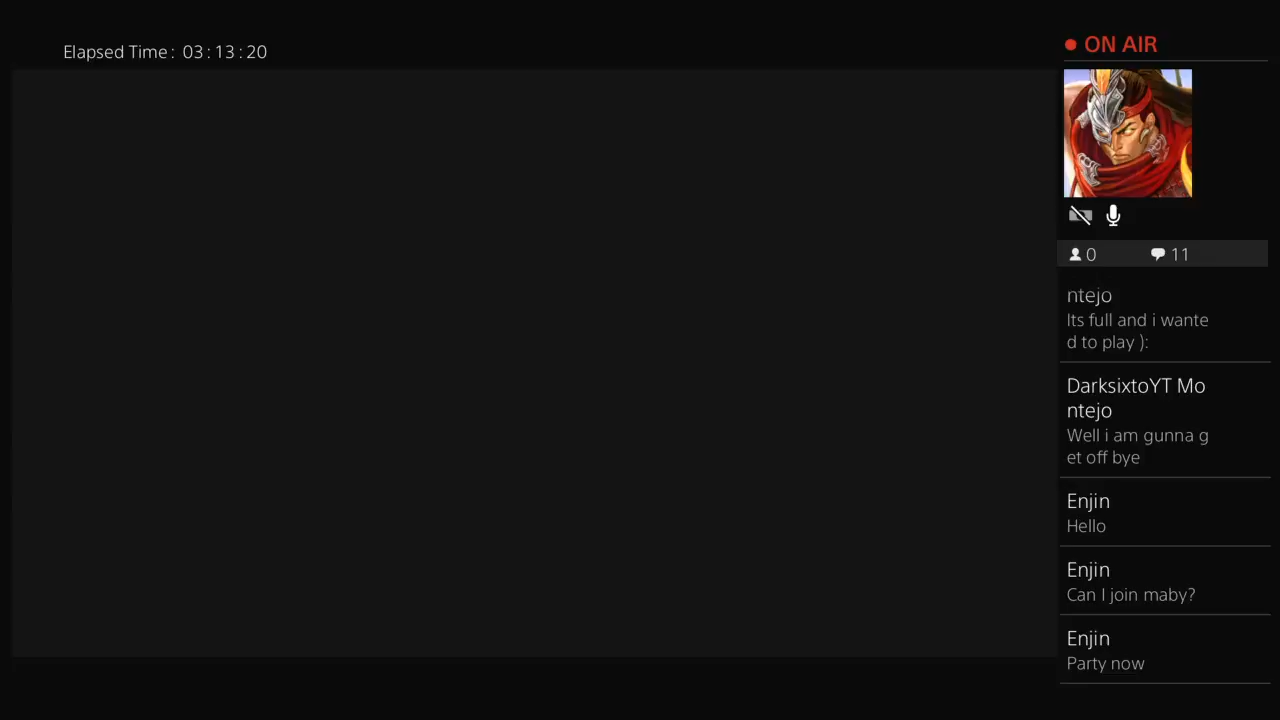 Elapsed Time: 03:13:20
ON AIR
0 11
ntejo
Its full and i wante
d to play ):
DarksixtoYT Mo
ntejo
Well i am gunna g
et off bye
Enjin
Hello
Enjin
Can I join maby?
Enjin
Party now